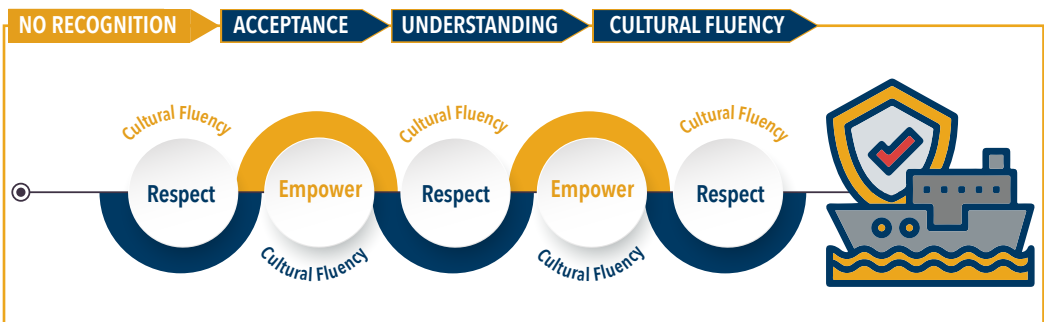 NO RECOGNITION
ACCEPTANCE
UNDERSTANDING
CULTURAL FLUENCY
Cultural Fluency
Respect
Empower
Cultural Fluency
Cultural Fluency
Respect
Empower
Cultural Fluency
Cultural Fluency
Respect